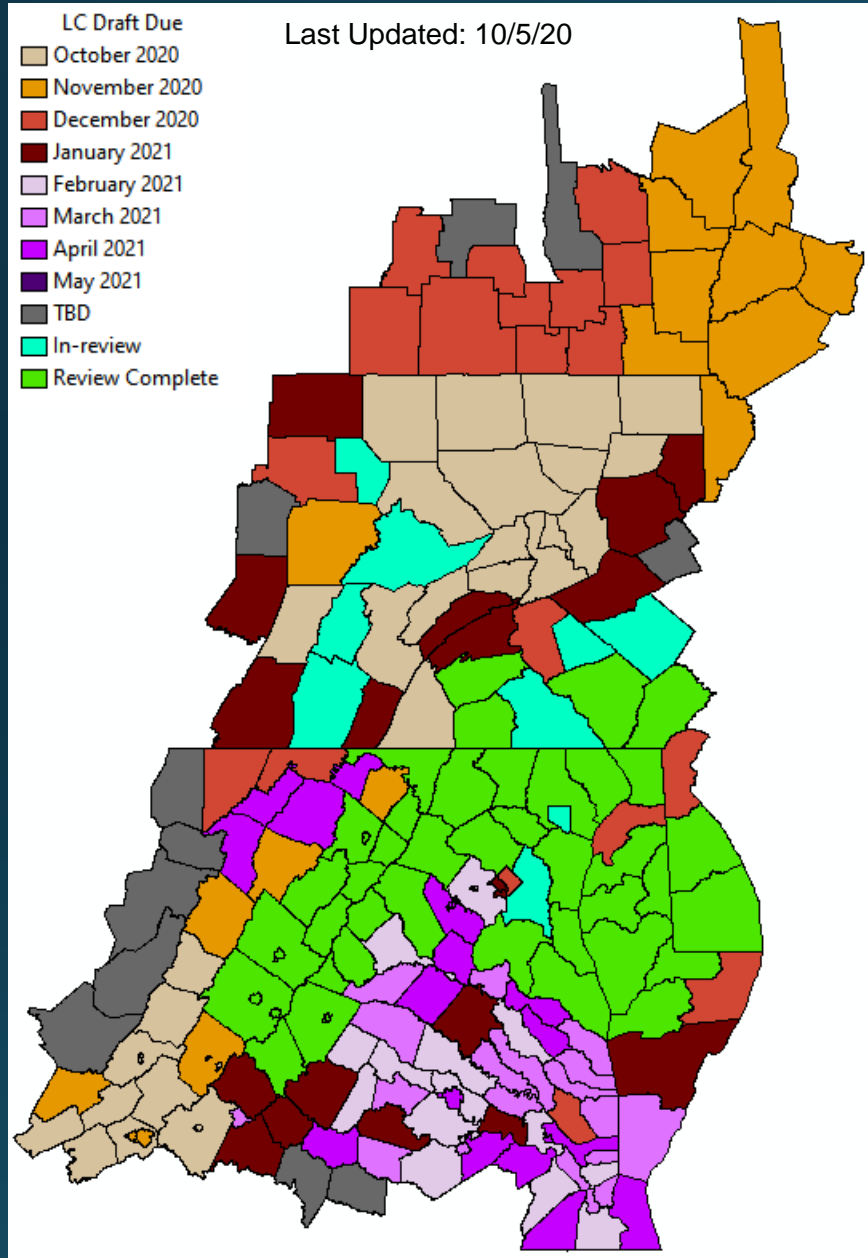 LC Draft Due
Last Updated: 10/5/20
October 2020
November 2020
December 2020
January 2021
February 2021
March 2021
April 2021
May 2021
TBD
In-review
Review Complete